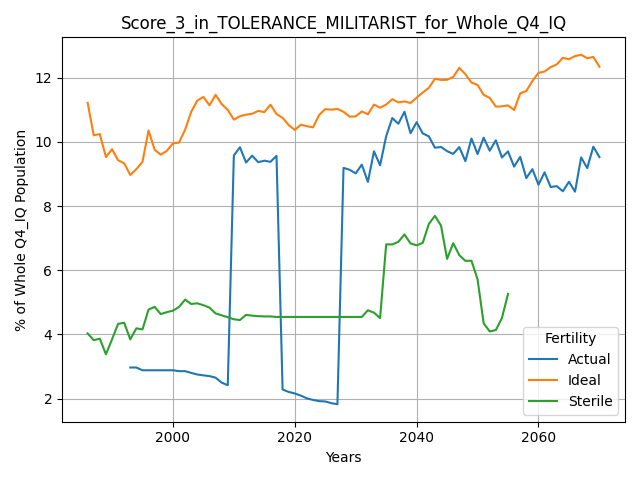 Score_3_in_TOLERANCE_MILITARIST_for_Whole_Q4_IQ
% of Whole Q4_IQ Population
12
10
8
6
4
2
2000 2020 2040 2060
Years
Fertility
Actual
Ideal
Sterile